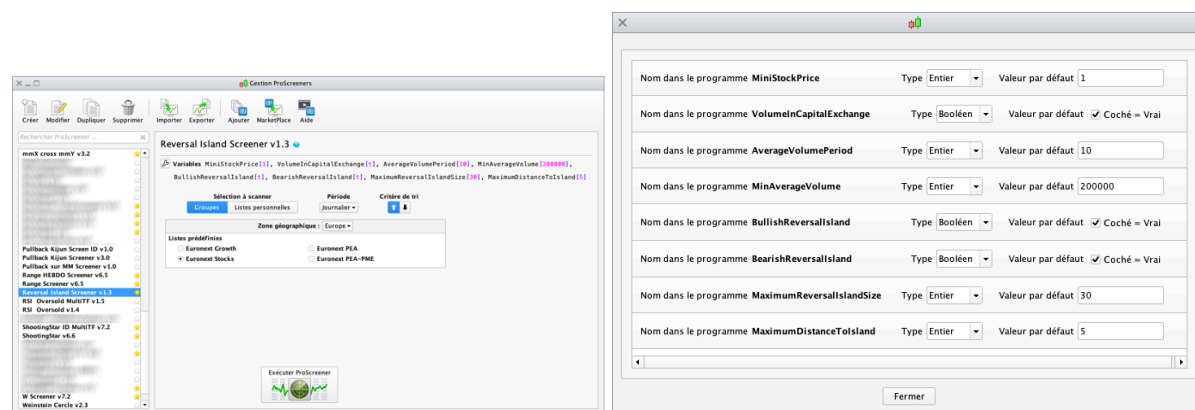 Gestion ProScreeners
Créer Modifier Dupliquer Supprimer Importer Exporter Ajouter MarketPlace Aide
Rechercher ProScreener ...
mmX cross mmY v3.2
Pullback Kijun Screen ID v1.0
Pullback Kijun Screener v3.0
Pullback sur MM Screener v1.0
Range HEBDO Screener v6.5
Range Screener v6.5
Reversal Island Screener v1.3
RSI Oversold MultiTF v1.5
RSI Oversold v1.4
ShootingStar ID MultiTF v7.2
ShootingStar v6.6
W Screener v7.2
Weinstein Cercle v2.3
Reversal Island Screener v1.3
Variables MiniStockPrice[1], VolumeInCapitalExchange[t], AverageVolumePeriod[10], MinAverageVolume[200000],
BullishReversalIsland[t], BearishReversalIsland[t], MaximumReversalIslandSize[30], MaximumDistanceToIsland[5]
Sélection à scanner Période Critère de tri
Groupes Listes personnelles Journalier
Zone géographique : Europe
Listes prédéfinies
Euronext Growth Euronext PEA
Euronext Stocks Euronext PEA-PME
Exécuter ProScreener
Nom dans le programme MiniStockPrice Type Entier Valeur par défaut 1
Nom dans le programme VolumeInCapitalExchange Type Booléen Valeur par défaut Coché = Vrai
Nom dans le programme AverageVolumePeriod Type Entier Valeur par défaut 10
Nom dans le programme MinAverageVolume Type Entier Valeur par défaut 200000
Nom dans le programme BullishReversalIsland Type Booléen Valeur par défaut Coché = Vrai
Nom dans le programme BearishReversalIsland Type Booléen Valeur par défaut Coché = Vrai
Nom dans le programme MaximumReversalIslandSize Type Entier Valeur par défaut 30
Nom dans le programme MaximumDistanceToIsland Type Entier Valeur par défaut 5
Fermer